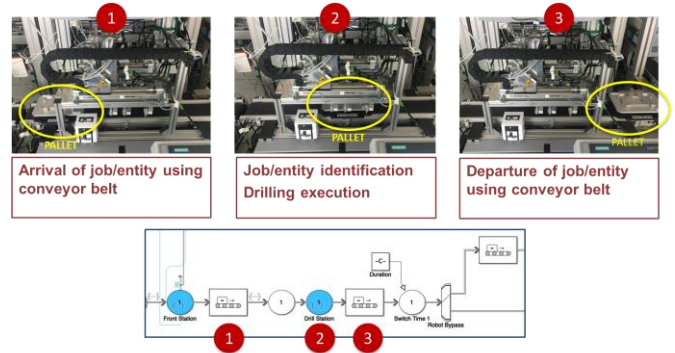 1
2
3
PALLET
PALLET
PALLET
Arrival of job/entity using
conveyor belt
Job/entity identification
Drilling execution
Departure of job/entity
using conveyor belt
-C-
Duration
1
1
1
1
Front Station
Drill Station
Switch Time 1
Robot Bypass
1
2
3